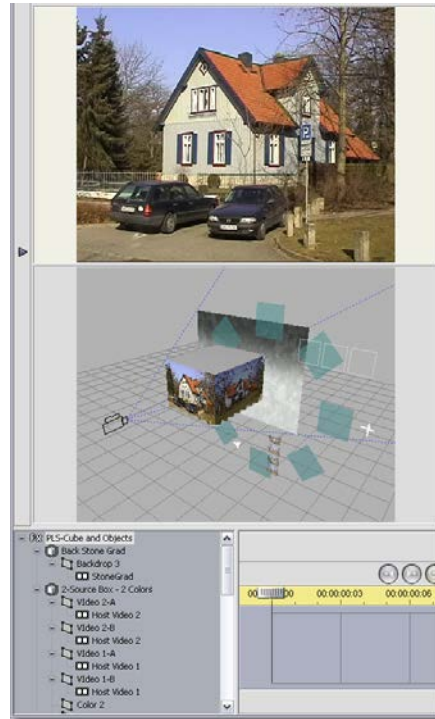 P
PLS-Cube and Objects
Back Stone Grad
Backdrop 3
StoneGrad
2-Source Box - 2 Colors
VIdeo 2-A
Host Video 2
VIdeo 2-B
Host Video 2
VIdeo 1-A
Host Video 1
VIdeo 1-B
Host Video 1
Color 2
00:00:00:03 00:00:00:06